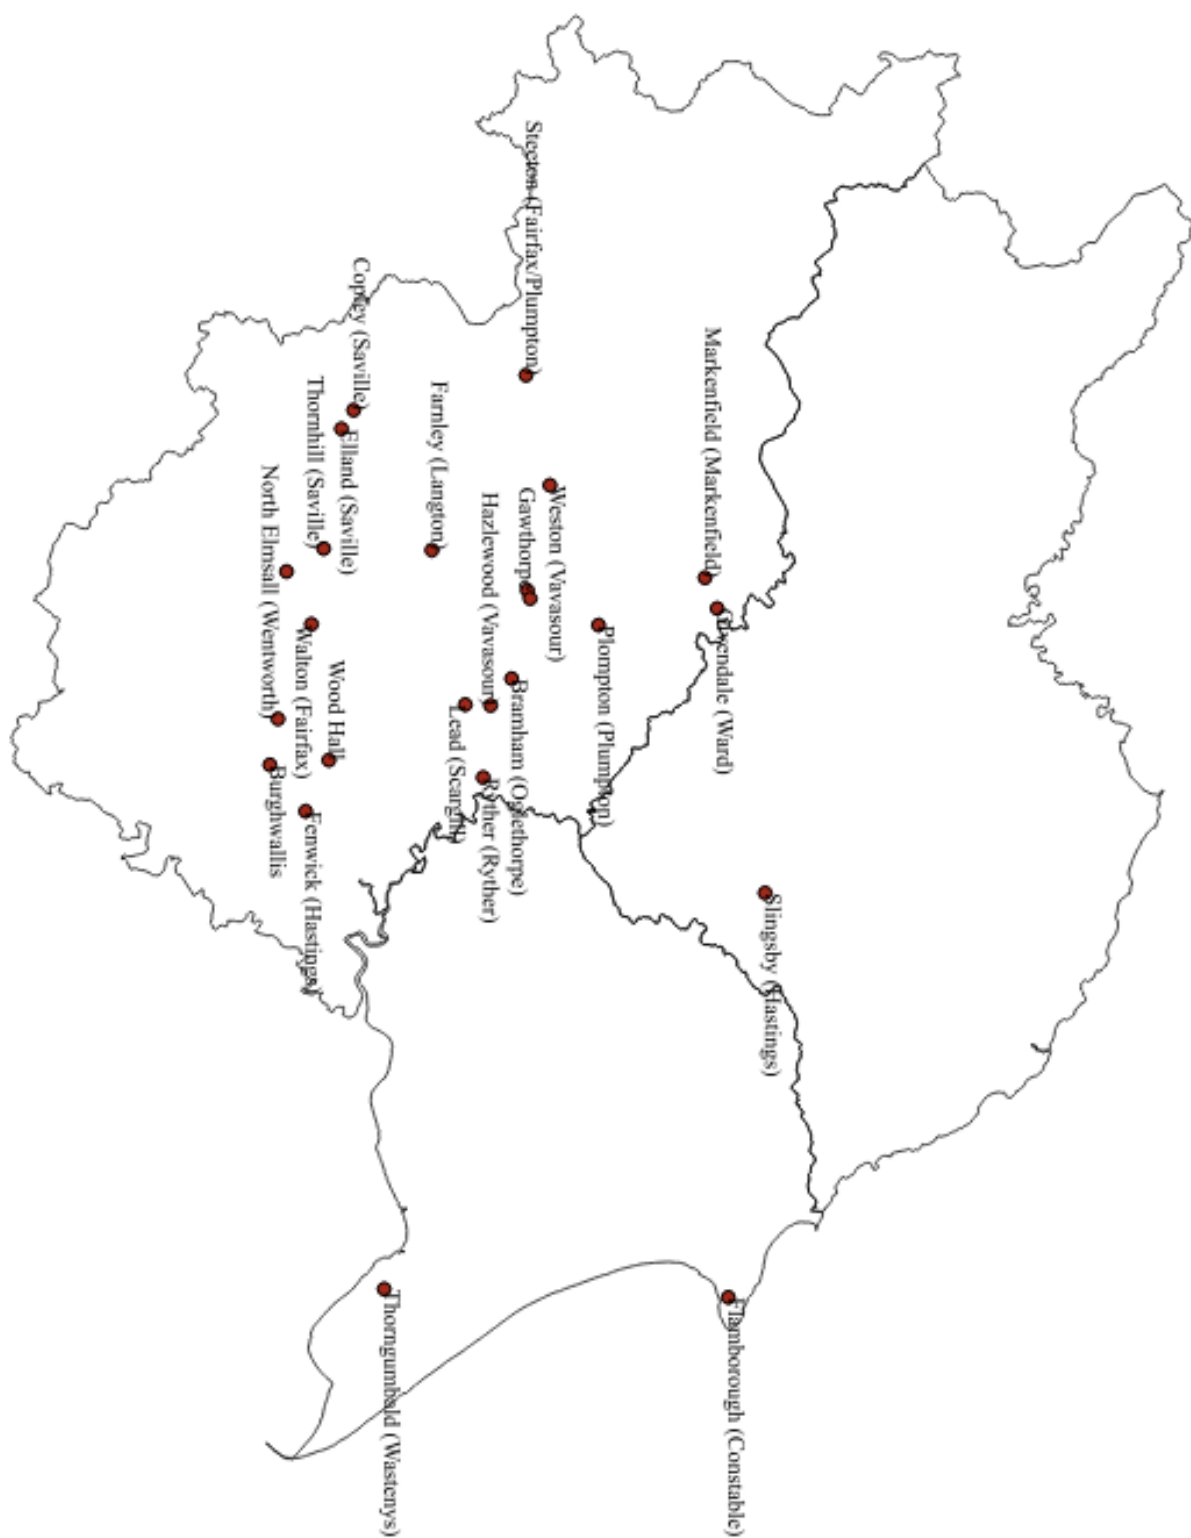 Slingsby (Hastings)
Flamborough (Constable)
Givendale (Ward)
Markenfield (Markenfield)
Plompton (Plumpton)
Weston (Vavasour)
Steeton (Fairfax/Plumpton)
Gawthorpe
Bramham (Oglethorpe)
Hazlewood (Vavasour)
Ryther (Ryther)
Lead (Scargill)
Farnley (Langton)
Thorngumbald (Wastenys)
Copley (Saville)
Elland (Saville)
Wood Hall
Thornhill (Saville)
Fenwick (Hastings)
Walton (Fairfax)
Burghwallis
North Elmsall (Wentworth)